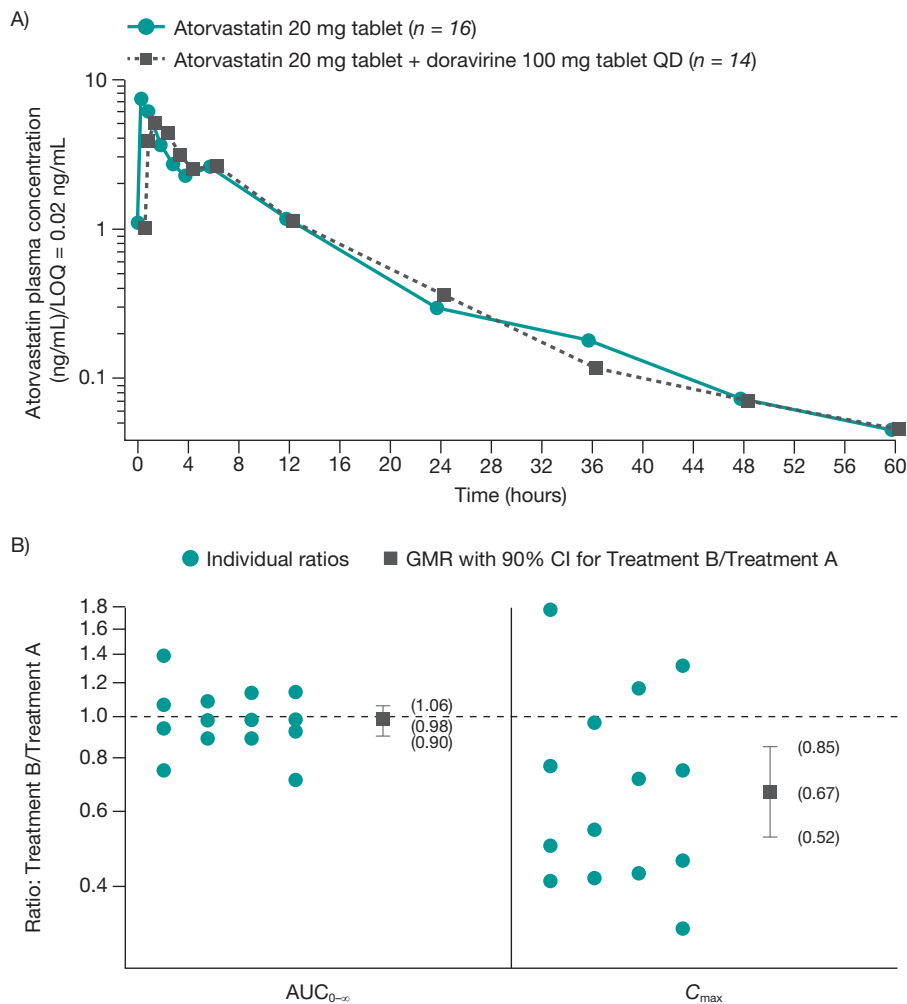 A)
Atorvastatin 20 mg tablet (n = 16)
Atorvastatin 20 mg tablet + doravirine 100 mg tablet QD (n = 14)
Atorvastatin plasma concentration
(ng/mL)/LOQ = 0.02 ng/mL
10
1
0.1
0 4 8 12 16 20 24 28 32 36 40 44 48 52 56 60
Time (hours)
B)
Individual ratios
GMR with 90% CI for Treatment B/Treatment A
Ratio: Treatment B/Treatment A
1.8
1.6
1.4
1.2
1.0
0.8
0.6
0.4
(1.06)
(0.98)
(0.90)
(0.85)
(0.67)
(0.52)
AUC0–∞
Cmax